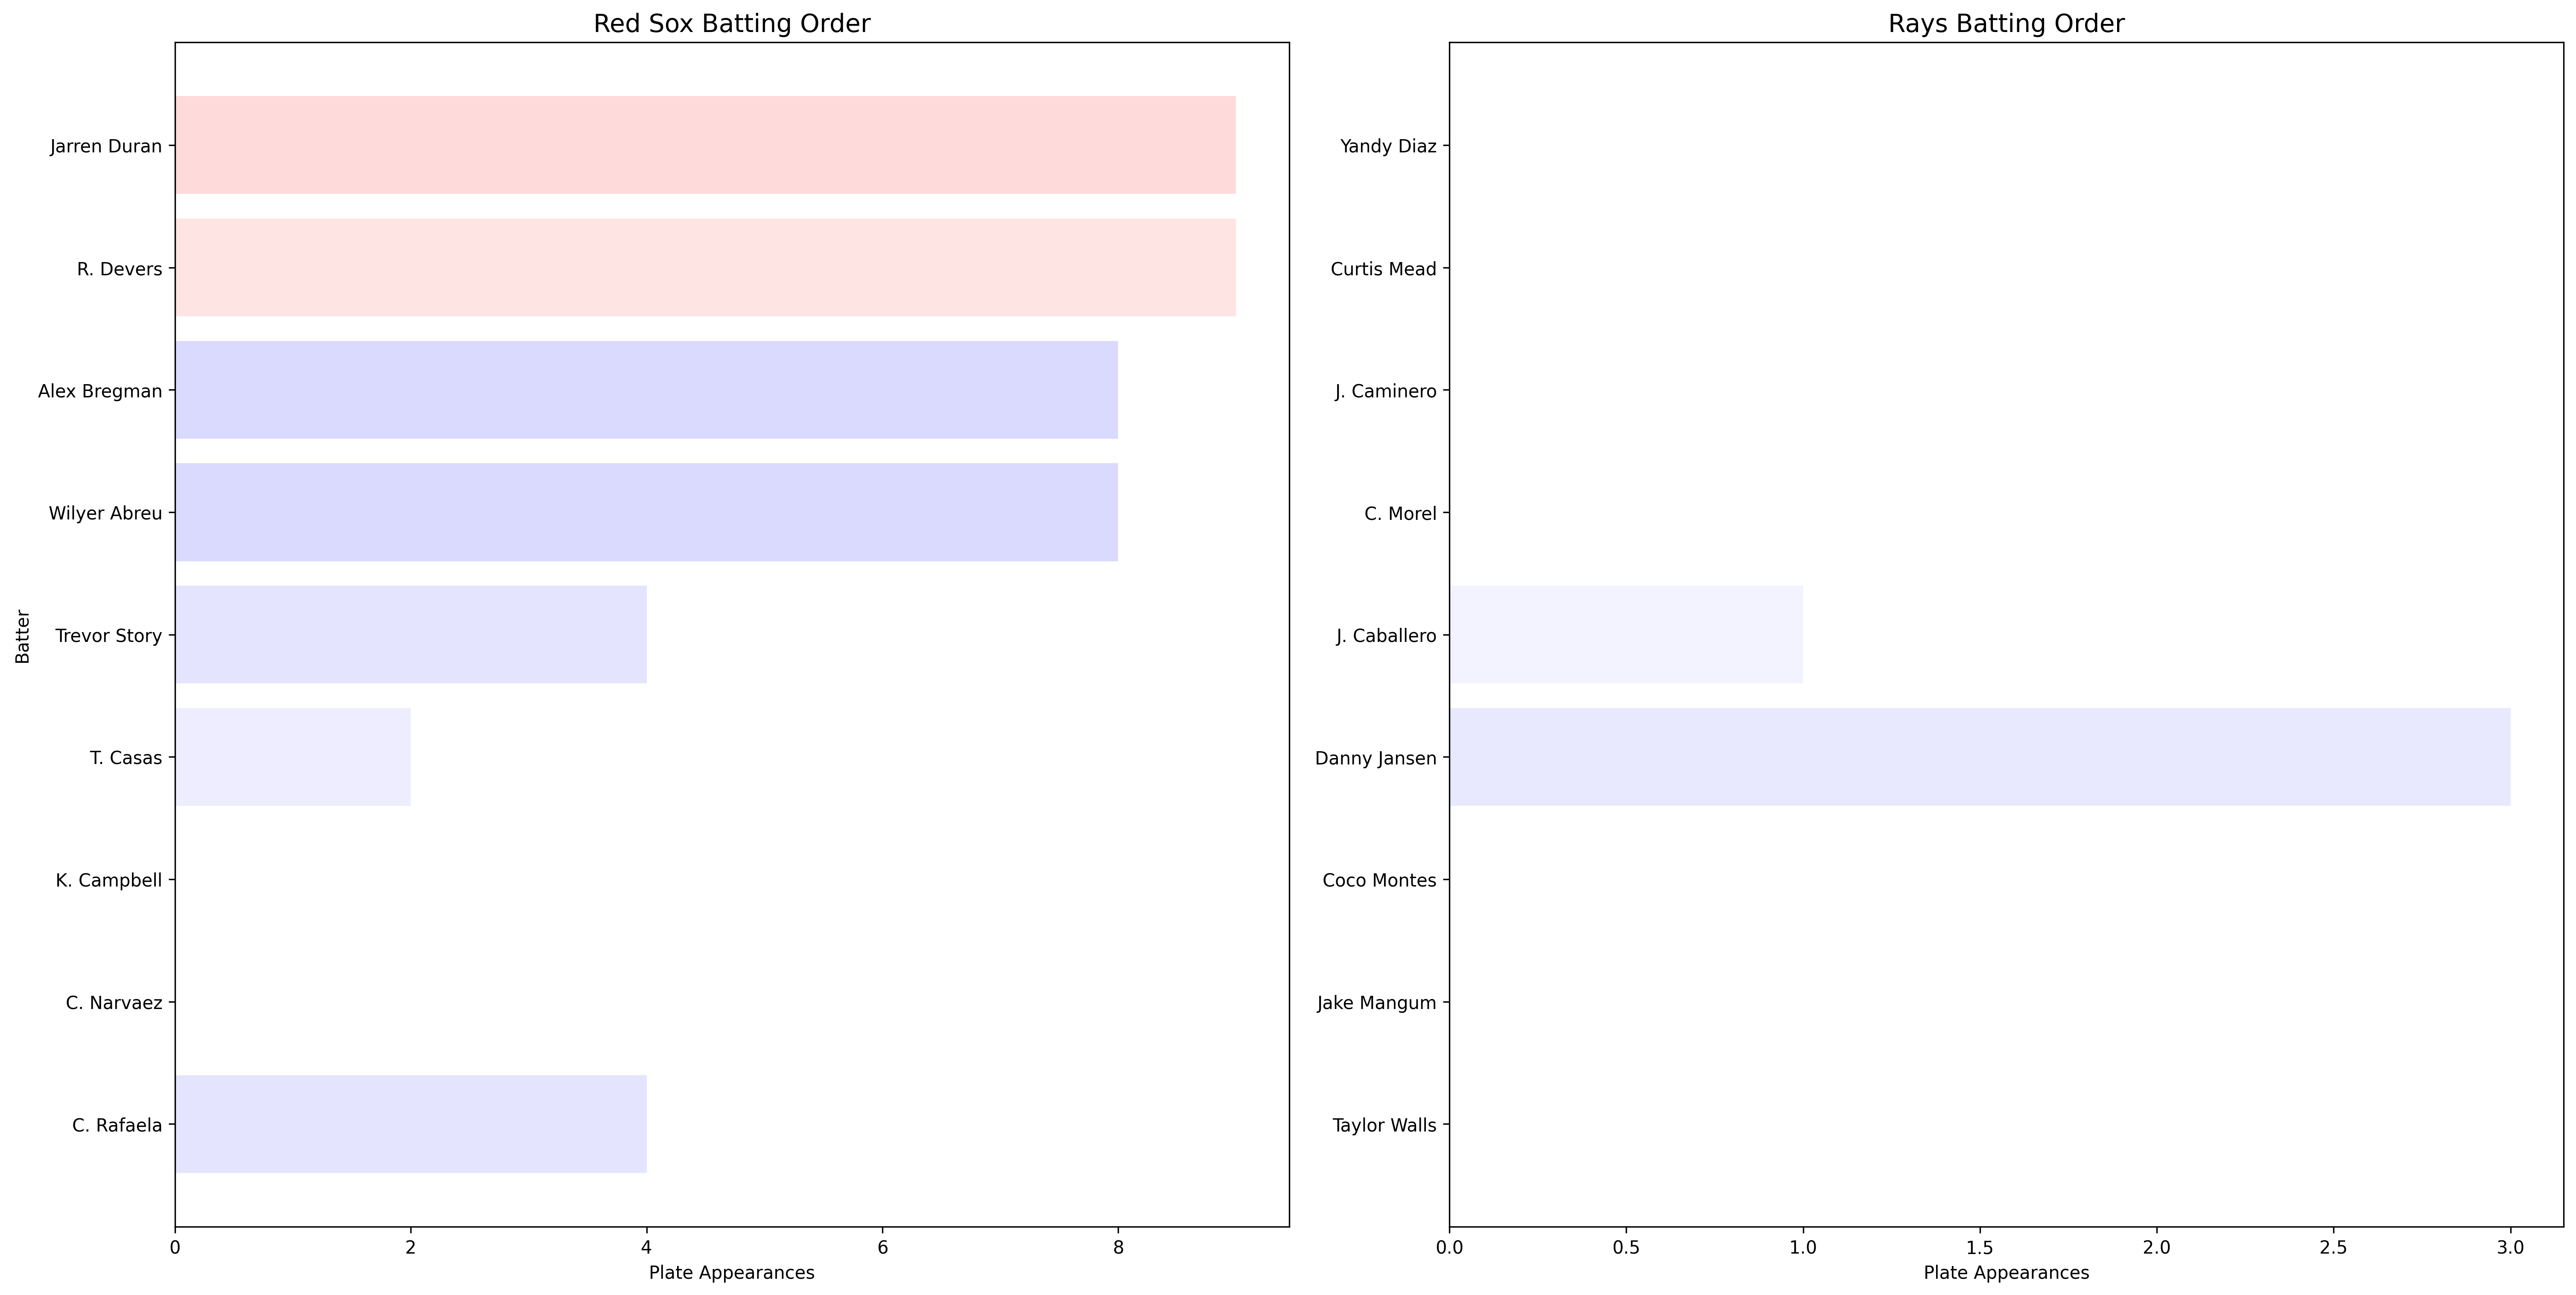 Red Sox Batting Order
Batter
Jarren Duran
R. Devers
Alex Bregman
Wilyer Abreu
Trevor Story
T. Casas
K. Campbell
C. Narvaez
C. Rafaela
0 2 4 6 8
Plate Appearances
Rays Batting Order
Yandy Diaz
Curtis Mead
J. Caminero
C. Morel
J. Caballero
Danny Jansen
Coco Montes
Jake Mangum
Taylor Walls
0.0 0.5 1.0 1.5 2.0 2.5 3.0
Plate Appearances